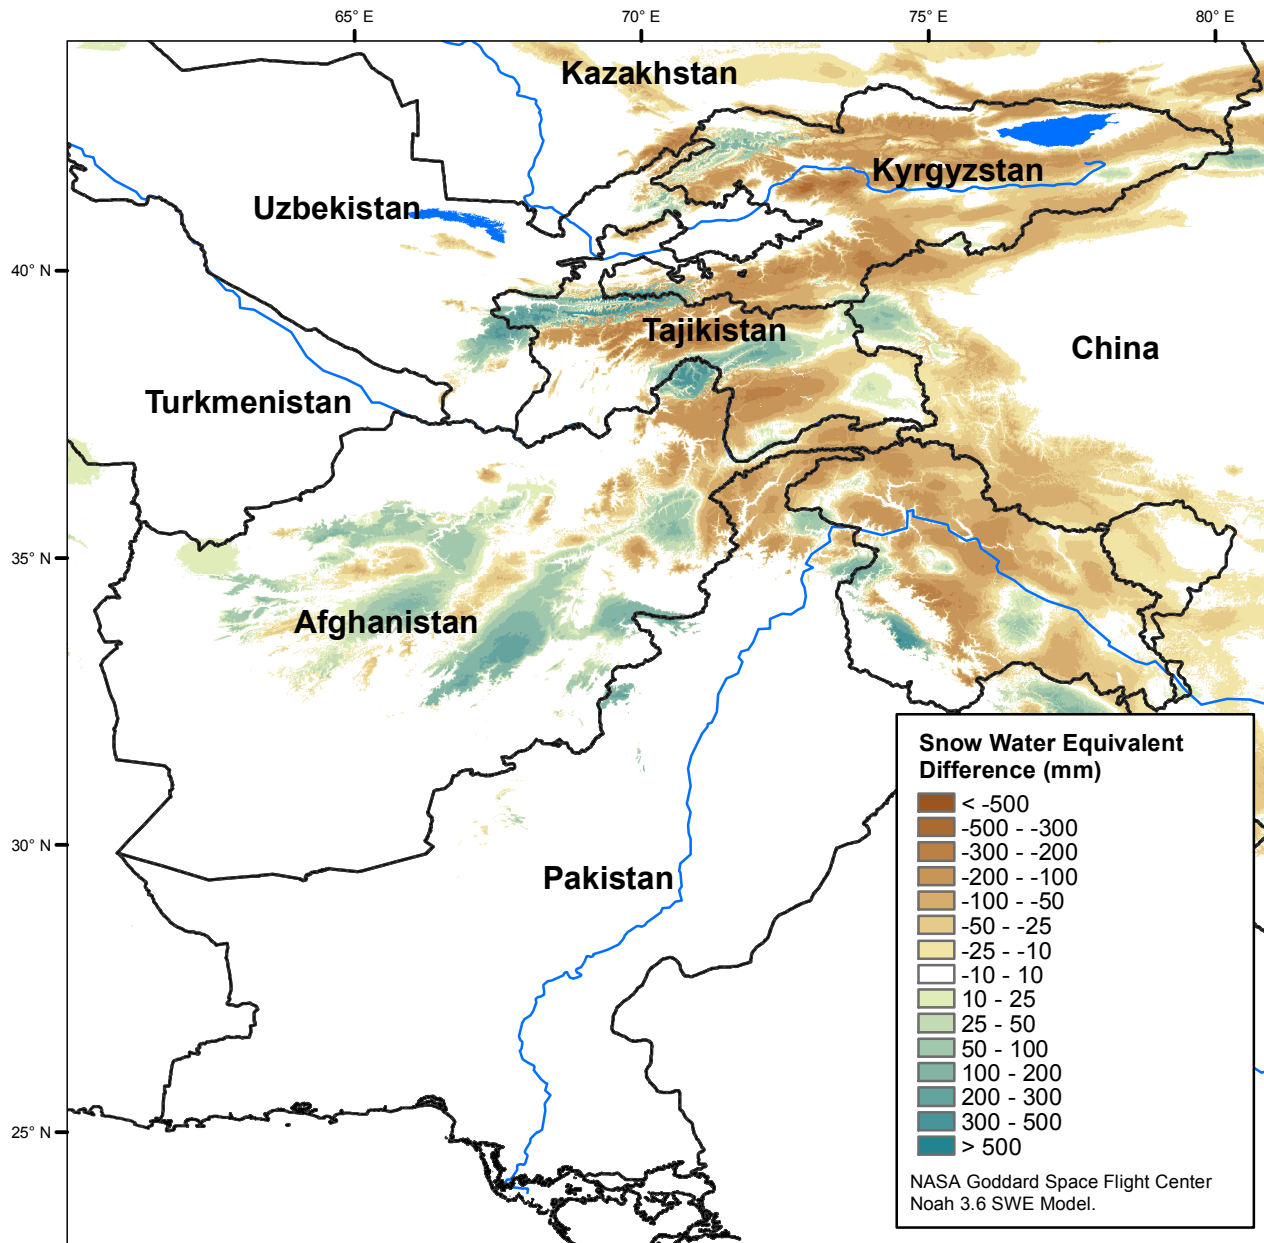 65° E
70° E
75° E
80° E
Kazakhstan
Kyrgyzstan
Uzbekistan
40° N
Tajikistan
China
Turkmenistan
35° N
Afghanistan
30° N
Pakistan
25° N
Snow Water Equivalent
Difference (mm)
< -500
-500 - -300
-300 - -200
-200 - -100
-100 - -50
-50 - -25
-25 - -10
-10 - 10
10 - 25
25 - 50
50 - 100
100 - 200
200 - 300
300 - 500
> 500
NASA Goddard Space Flight Center
Noah 3.6 SWE Model.